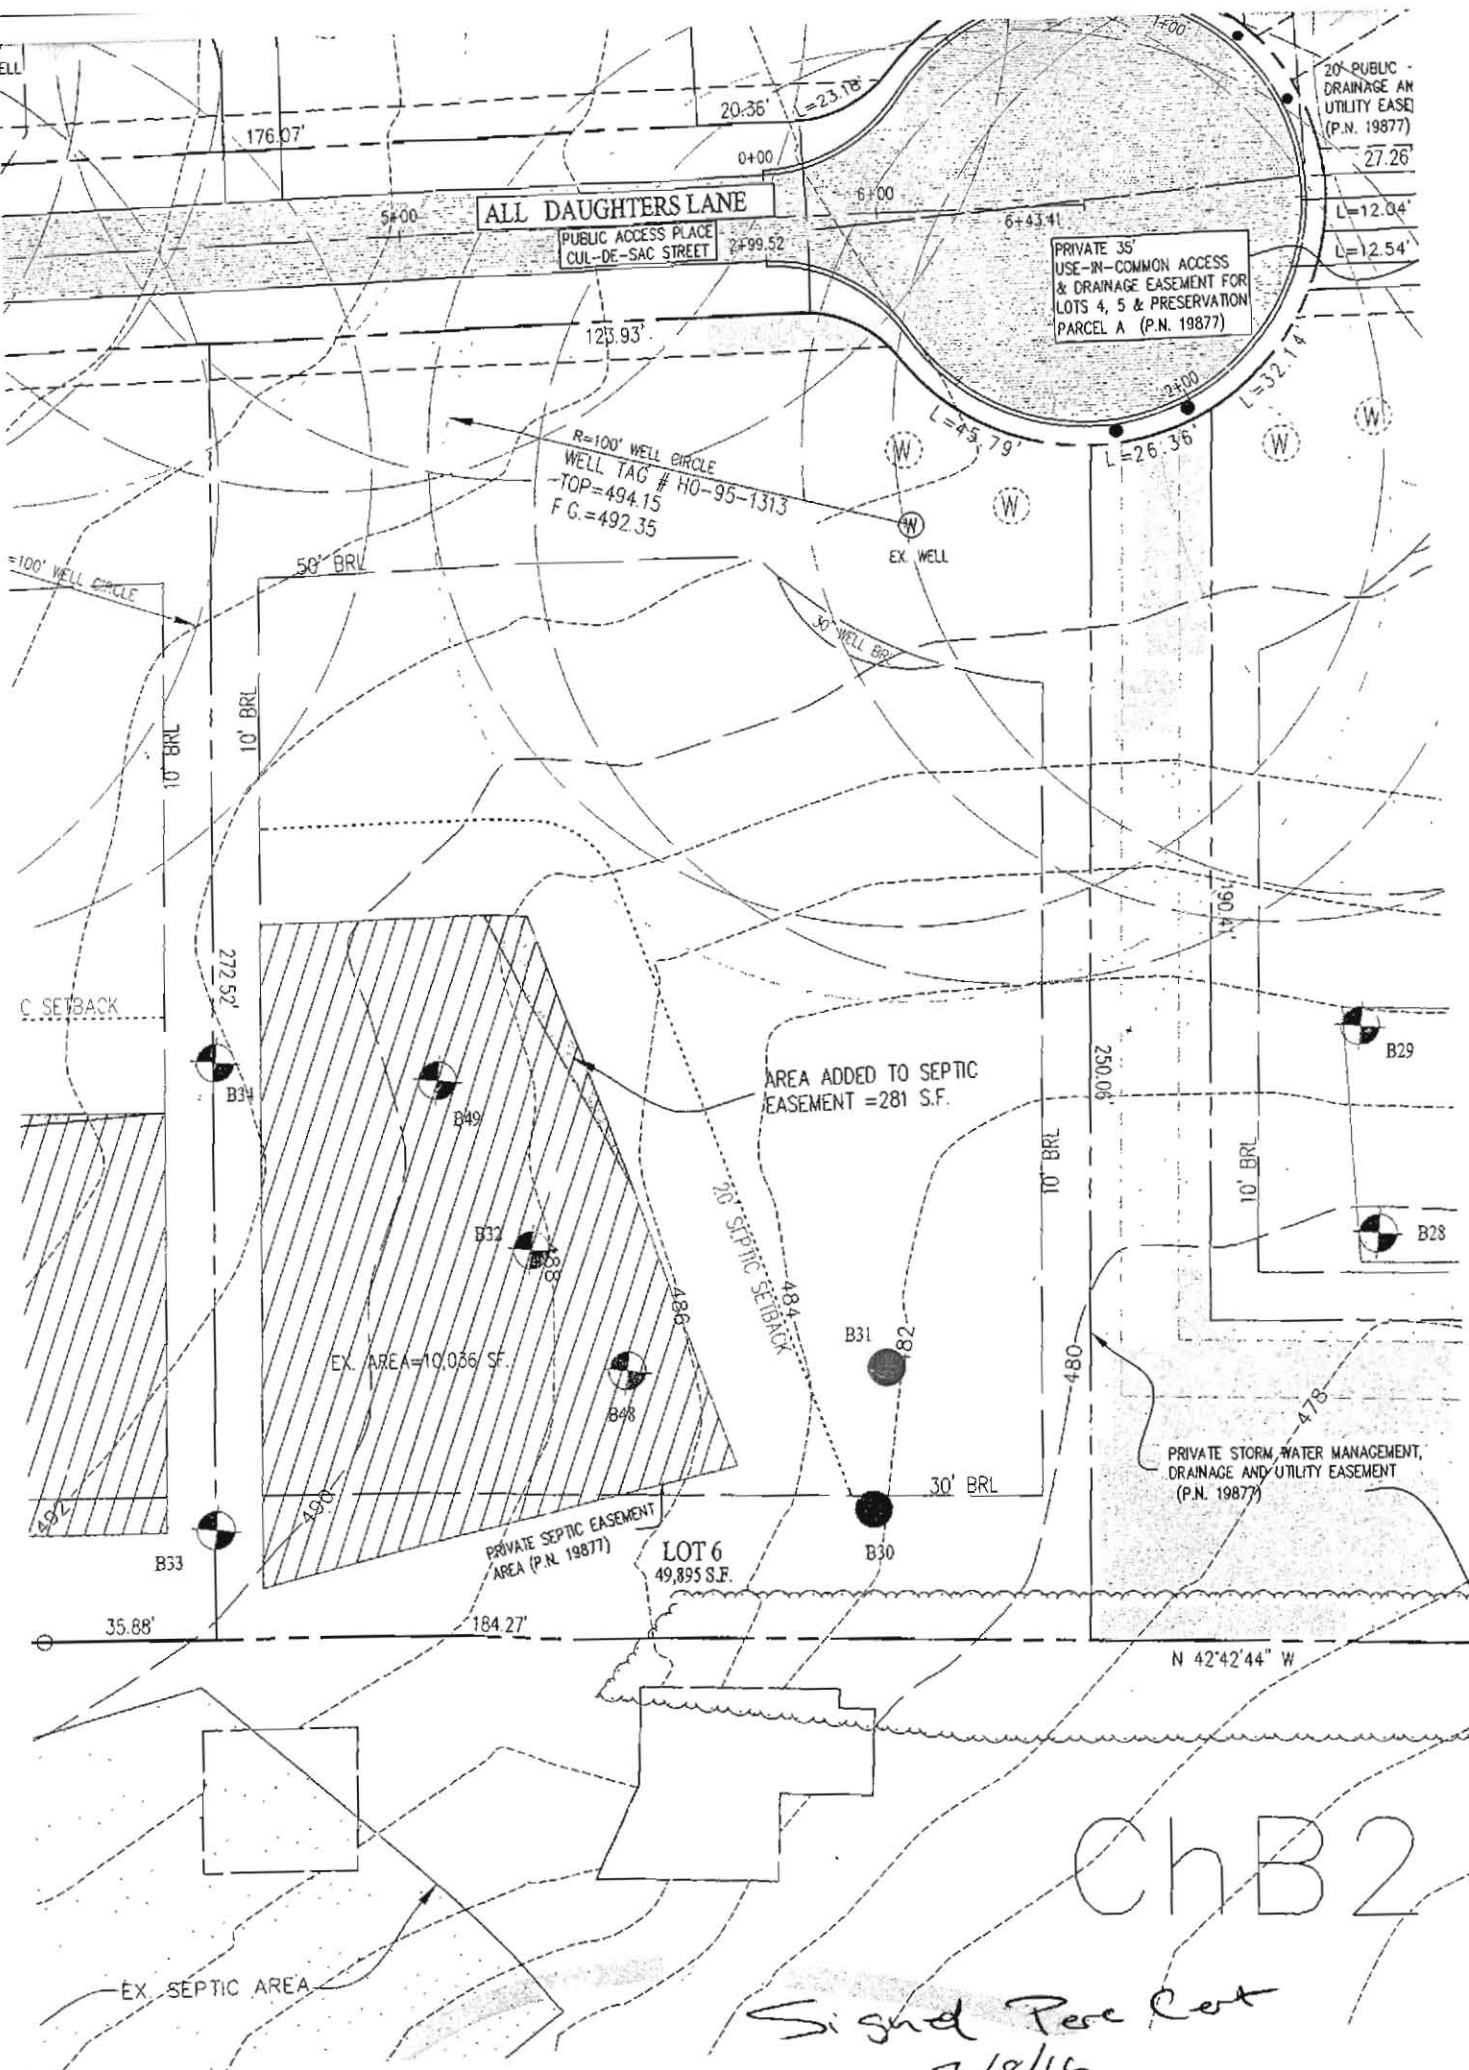 ELL
1+00
20' PUBLIC
DRAINAGE AN
UTILITY EASE
(P.N. 19877)
L=23.18'
20.36'
176.07'
0+00
27.26'
6+00
5+00
ALL DAUGHTERS LANE
PUBLIC ACCESS PLACE
CUL-DE-SAC STREET
2+99.52
6+43.41
L=12.04'
L=12.54'
PRIVATE 35'
USE-IN-COMMON ACCESS
& DRAINAGE EASEMENT FOR
LOTS 4, 5 & PRESERVATION
PARCEL A (P.N. 19877)
123.93'
L=32.14'
2+00
L=45.79'
L=26.36'
W
W
W
W
R=100' WELL CIRCLE
WELL TAG # HO-95-1313
TOP=494.15
F.G.=492.35
W
EX. WELL
=100' WELL CIRCLE
50' BRL
30' WELL BRL
10' BRL
10' BRL
190.41'
272.52'
C SETBACK
B29
B34
B49
AREA ADDED TO SEPTIC
EASEMENT =281 S.F.
250.06'
10' BRL
10' BRL
20' SEPTIC SETBACK
B32
488
B28
486
484
482
B31
480
EX. AREA=10,036 SF.
B48
478
PRIVATE STORM WATER MANAGEMENT,
DRAINAGE AND UTILITY EASEMENT
(P.N. 19877)
30' BRL
492
490
B33
PRIVATE SEPTIC EASEMENT
AREA (P.N. 19877)
LOT 6
49,895 S.F.
B30
35.88'
184.27'
N 42°42'44" W
ChB2
EX. SEPTIC AREA
Signed Perc Cert